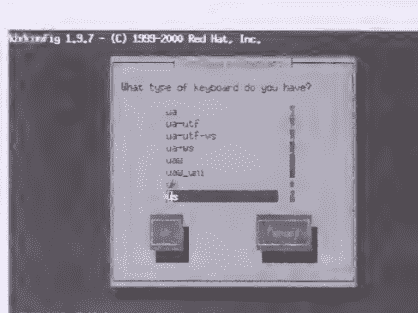 kbdconfig 1.9.7 - (C) 1999-2000 Red Hat, Inc.
What type of keyboard do you have?
ua
ua-utf
ua-utf-ws
ua-ws
uaw
uaw_uni
uk
us